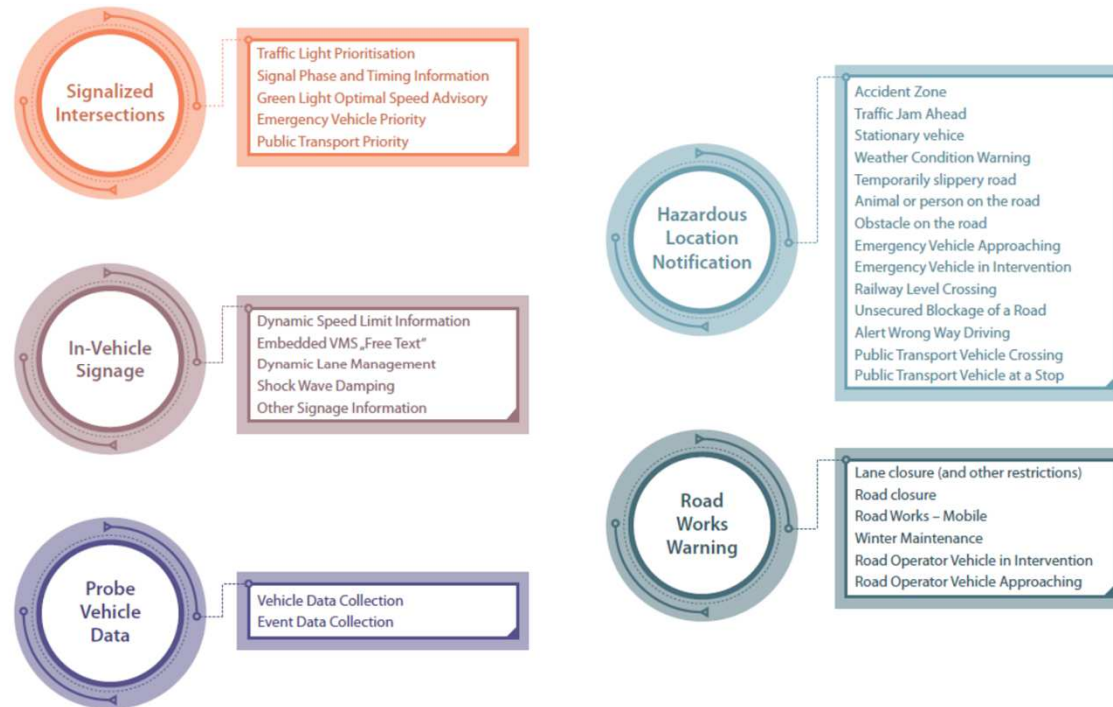 Signalized
Intersections
Traffic Light Prioritisation
Signal Phase and Timing Information
Green Light Optimal Speed Advisory
Emergency Vehicle Priority
Public Transport Priority
In-Vehicle
Signage
Dynamic Speed Limit Information
Embedded VMS „Free Text“
Dynamic Lane Management
Shock Wave Damping
Other Signage Information
Probe
Vehicle
Data
Vehicle Data Collection
Event Data Collection
Hazardous
Location
Notification
Accident Zone
Traffic Jam Ahead
Stationary vehice
Weather Condition Warning
Temporarily slippery road
Animal or person on the road
Obstacle on the road
Emergency Vehicle Approaching
Emergency Vehicle in Intervention
Railway Level Crossing
Unsecured Blockage of a Road
Alert Wrong Way Driving
Public Transport Vehicle Crossing
Public Transport Vehicle at a Stop
Road
Works
Warning
Lane closure (and other restrictions)
Road closure
Road Works – Mobile
Winter Maintenance
Road Operator Vehicle in Intervention
Road Operator Vehicle Approaching